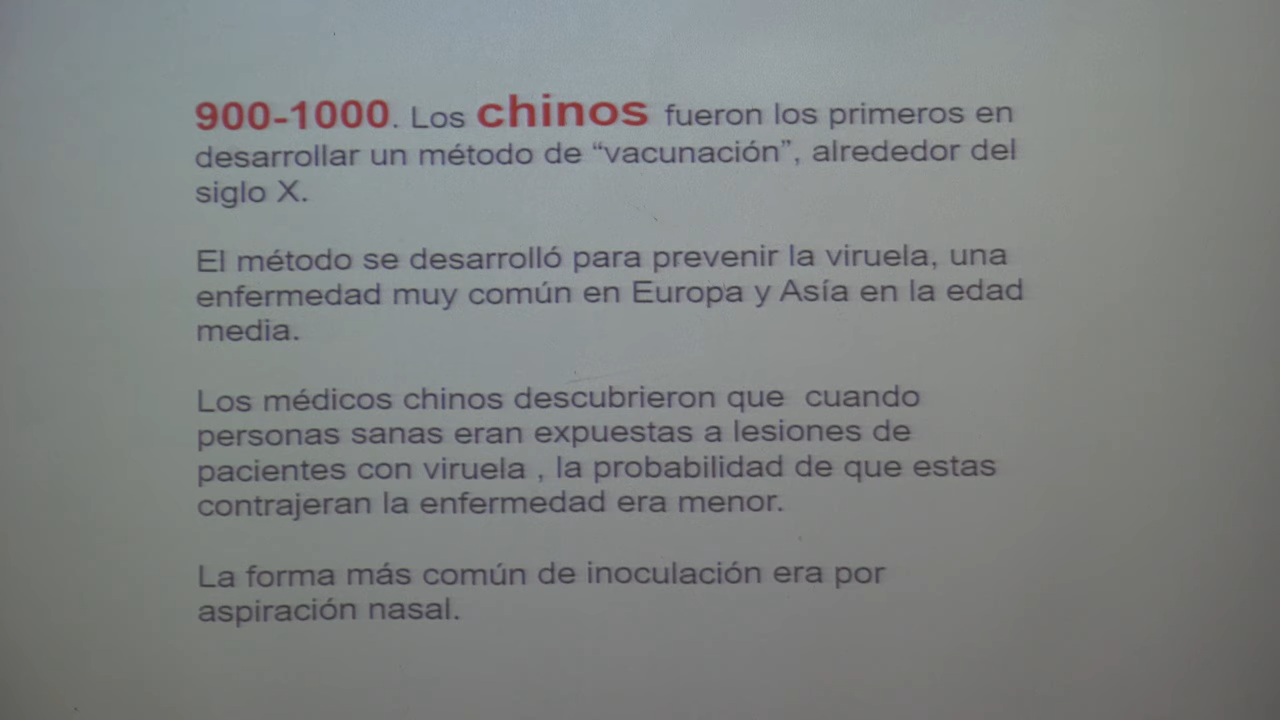 900-1000. Los chinos fueron los primeros en
desarrollar un método de “vacunación”, alrededor del
siglo X.
El método se desarrolló para prevenir la viruela, una
enfermedad muy común en Europa y Asía en la edad
media.
Los médicos chinos descubrieron que cuando
personas sanas eran expuestas a lesiones de
pacientes con viruela , la probabilidad de que estas
contrajeran la enfermedad era menor.
La forma más común de inoculación era por
aspiración nasal.